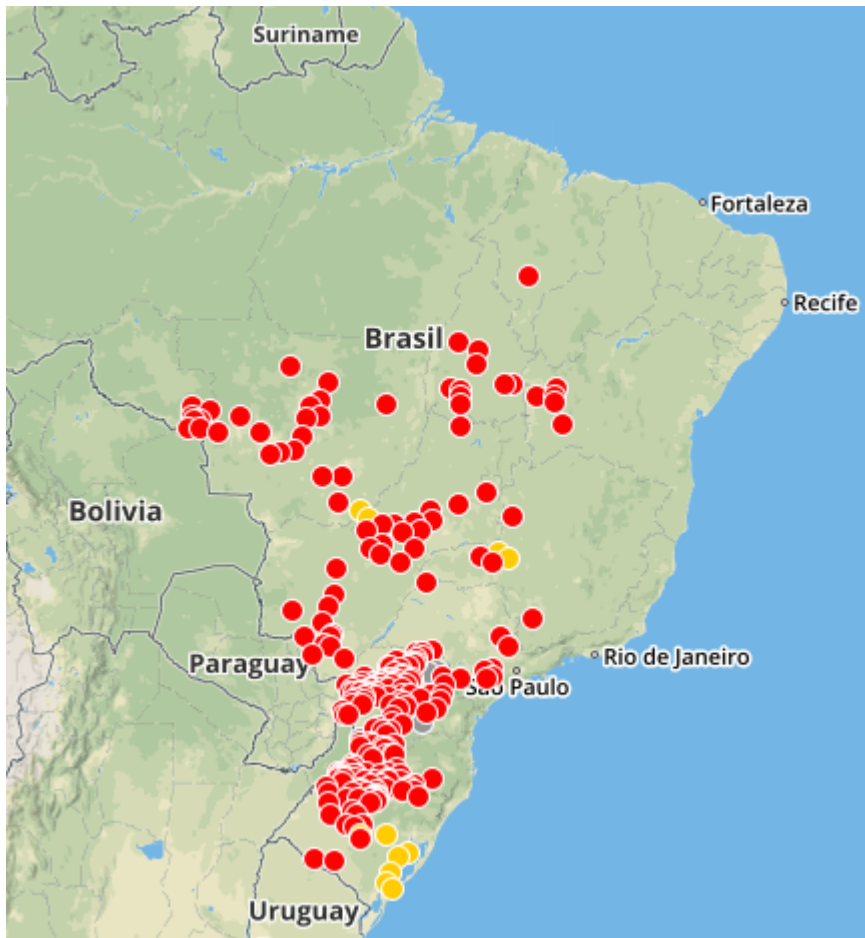 Suriname
Fortaleza
Recife
Brasil
Bolivia
Paraguay
Rio de Janeiro
São Paulo
Uruguay